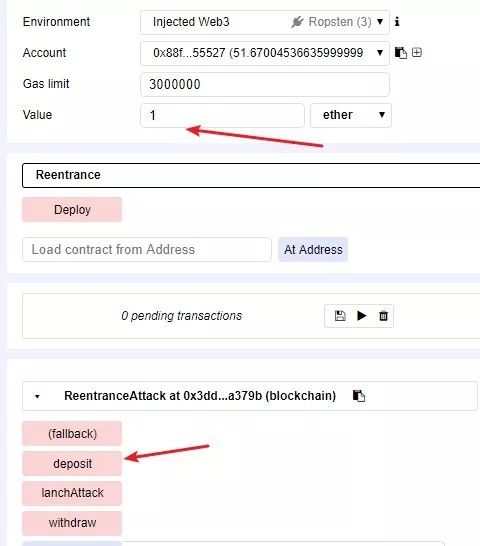 Environment Injected Web3 Ropsten (3) i
Account 0x88f...55527 (51.67004536635999999
Gas limit 3000000
Value 1 ether
Reentrance
Deploy
Load contract from Address At Address
0 pending transactions
ReentranceAttack at 0x3dd...a379b (blockchain)
(fallback)
deposit
lanchAttack
withdraw